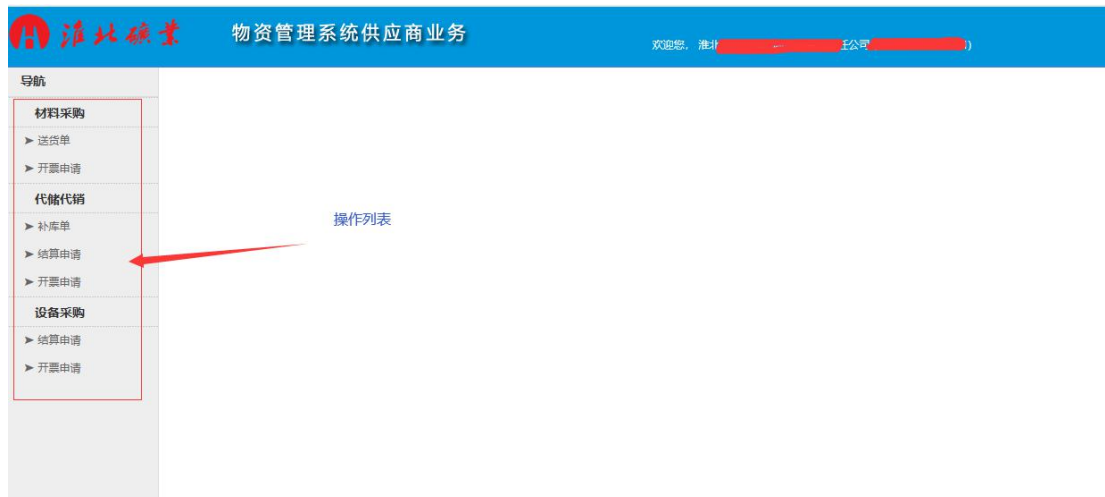 淮北矿业 物资管理系统供应商业务
欢迎您, 淮北 任公司 )
导航
材料采购
➤ 送货单
➤ 开票申请
代储代销
➤ 补库单
➤ 结算申请
➤ 开票申请
设备采购
➤ 结算申请
➤ 开票申请
操作列表